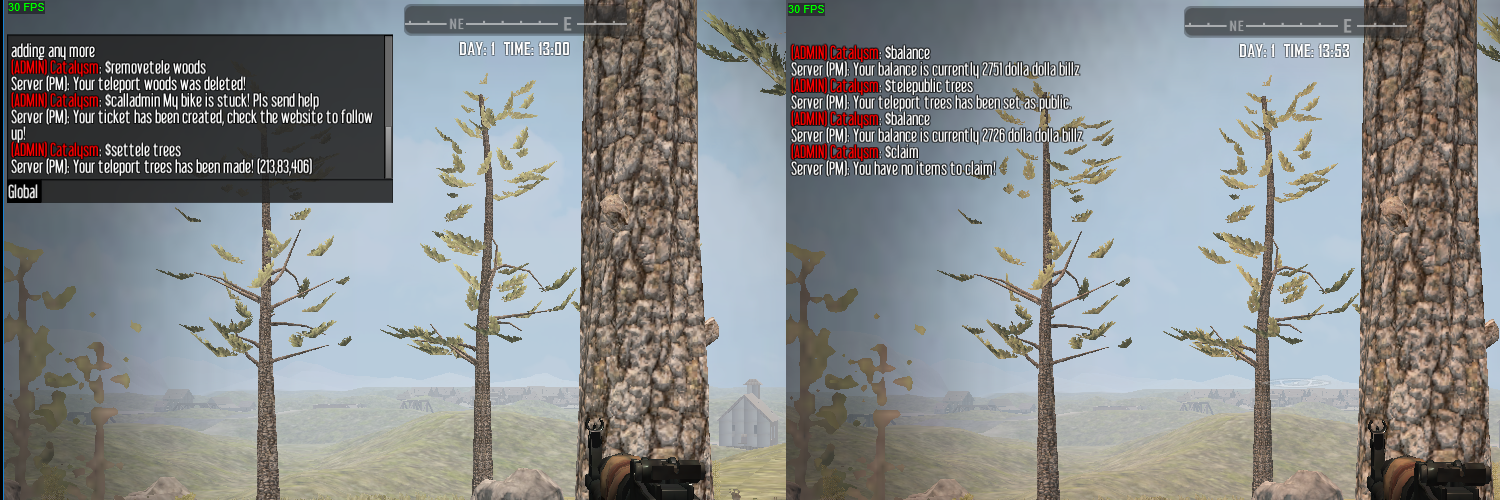 30 FPS
NE E
DAY: 1 TIME: 13:00
adding any more
(ADMIN) Catalysm: $removetele woods
Server (PM): Your teleport woods was deleted!
(ADMIN) Catalysm: $calladmin My bike is stuck! Pls send help
Server (PM): Your ticket has been created, check the website to follow
up!
(ADMIN) Catalysm: $settele trees
Server (PM): Your teleport trees has been made! (213,83,406)
Global
30 FPS
NE E
DAY: 1 TIME: 13:53
(ADMIN) Catalysm: $balance
Server (PM): Your balance is currently 2751 dolla dolla billz
(ADMIN) Catalysm: $telepublic trees
Server (PM): Your teleport trees has been set as public.
(ADMIN) Catalysm: $balance
Server (PM): Your balance is currently 2726 dolla dolla billz
(ADMIN) Catalysm: $claim
Server (PM): You have no items to claim!